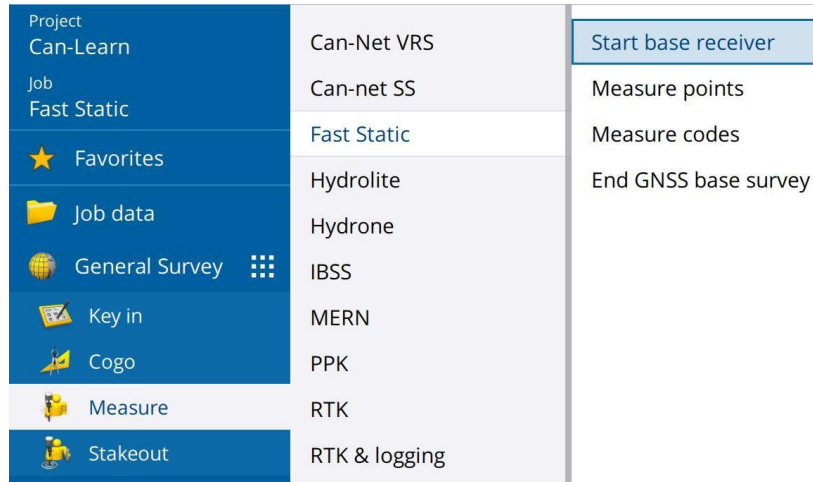 Project
Can-Learn
Job
Fast Static
Favorites
Job data
General Survey
Key in
Cogo
Measure
Stakeout
Can-Net VRS
Can-net SS
Fast Static
Hydrolite
Hydrone
IBSS
MERN
PPK
RTK
RTK & logging
Start base receiver
Measure points
Measure codes
End GNSS base survey